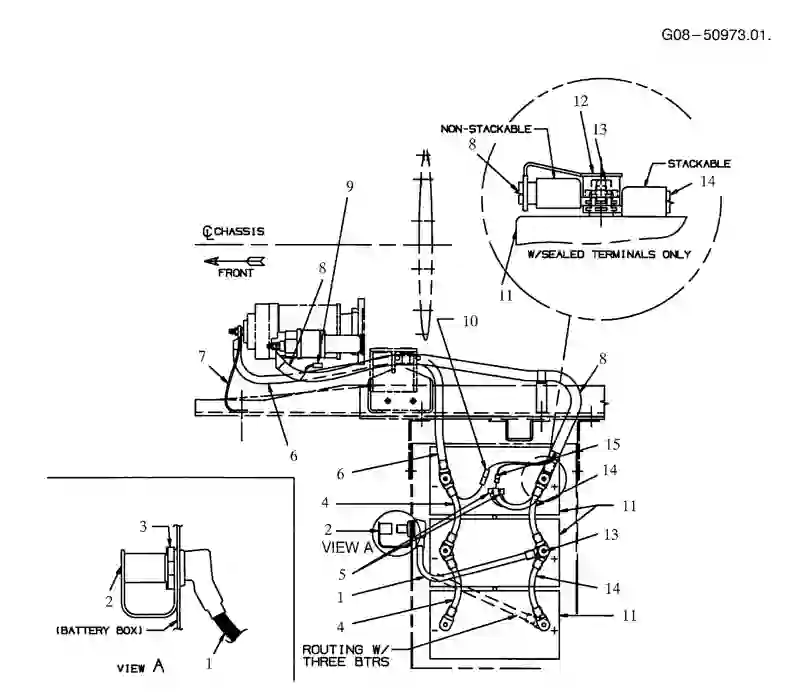 G08-50973.01.
12
NON-STACKABLE
13
8
STACKABLE
14
9
℄ CHASSIS
W/SEALED TERMINALS ONLY
FRONT
8
11
10
7
8
6
6
15
14
4
11
3
2
13
VIEW A
5
14
2
1
4
11
(BATTERY BOX)
ROUTING W/
THREE BTRS
VIEW A
1
- +
- +
- +